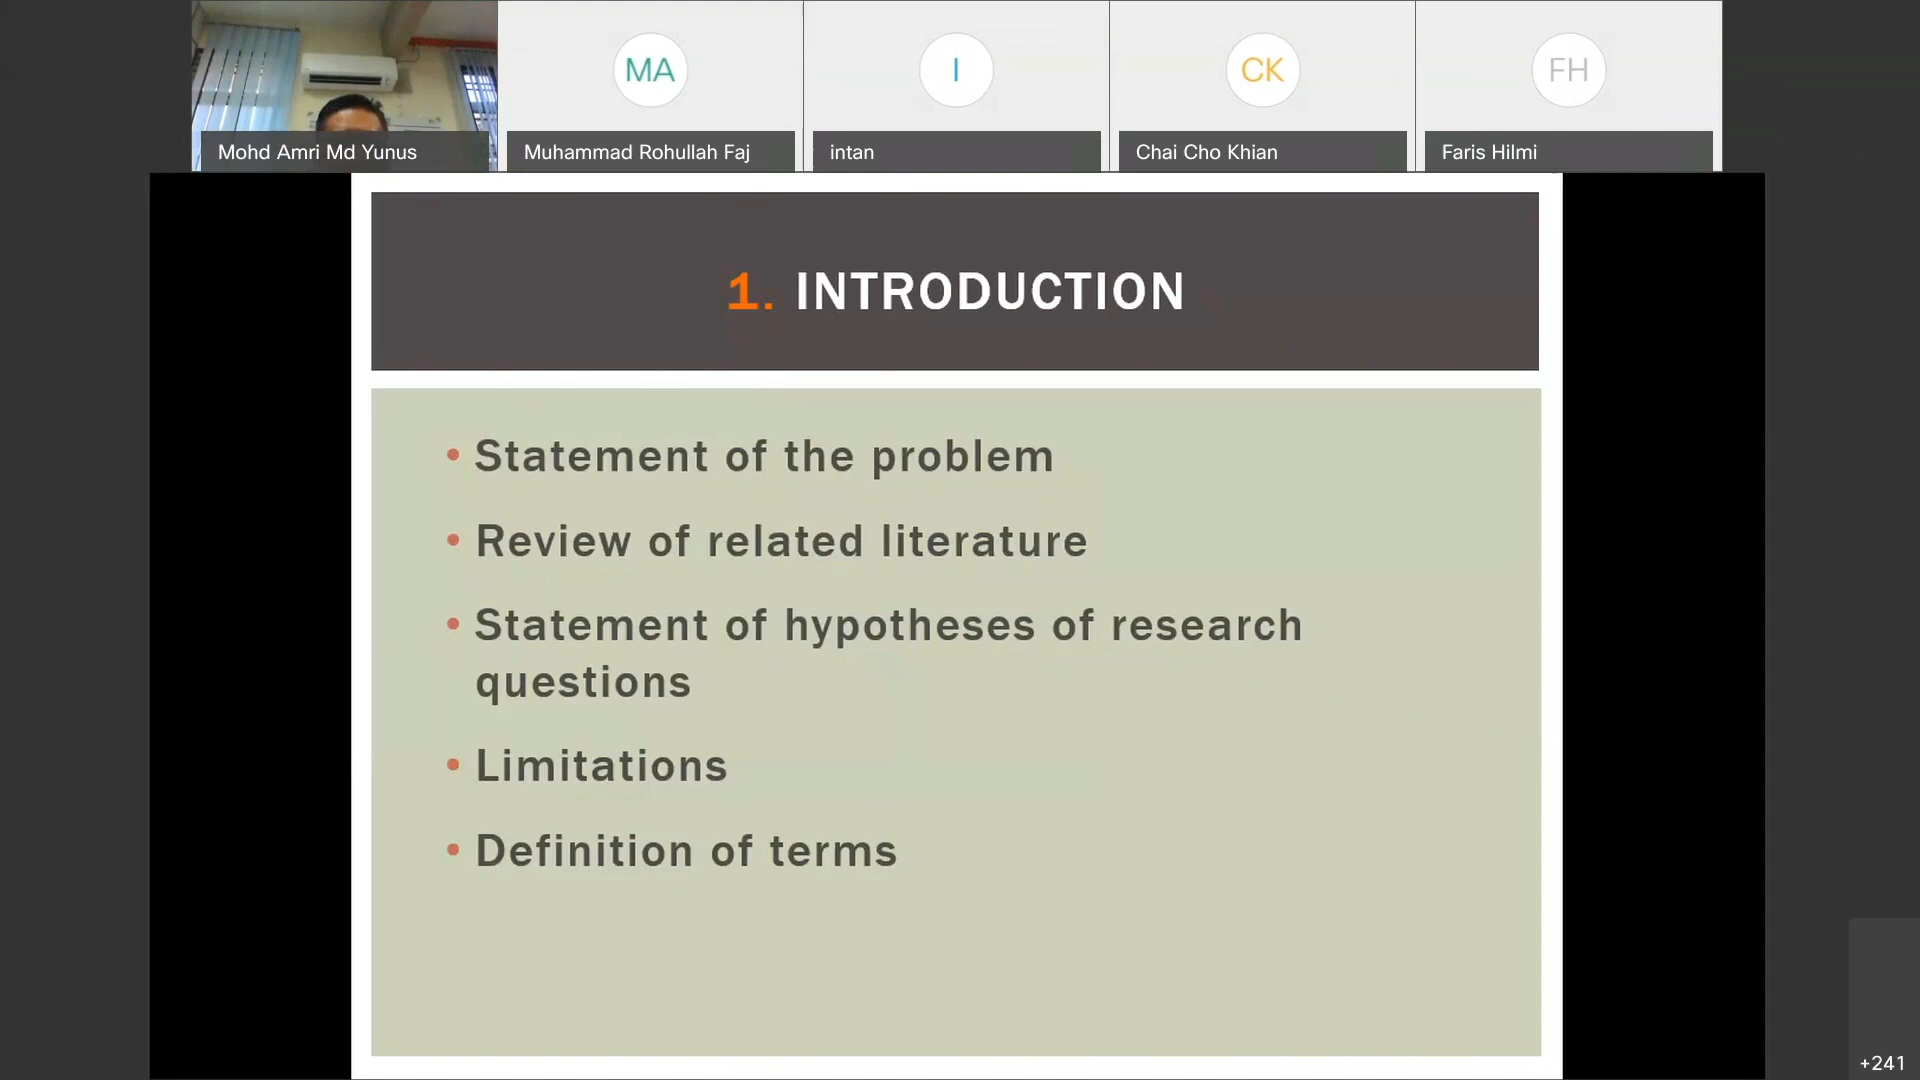 MA
I
CK
FH
Mohd Amri Md Yunus
Muhammad Rohullah Faj
intan
Chai Cho Khian
Faris Hilmi
1. INTRODUCTION
• Statement of the problem
• Review of related literature
• Statement of hypotheses of research
questions
• Limitations
• Definition of terms
+241